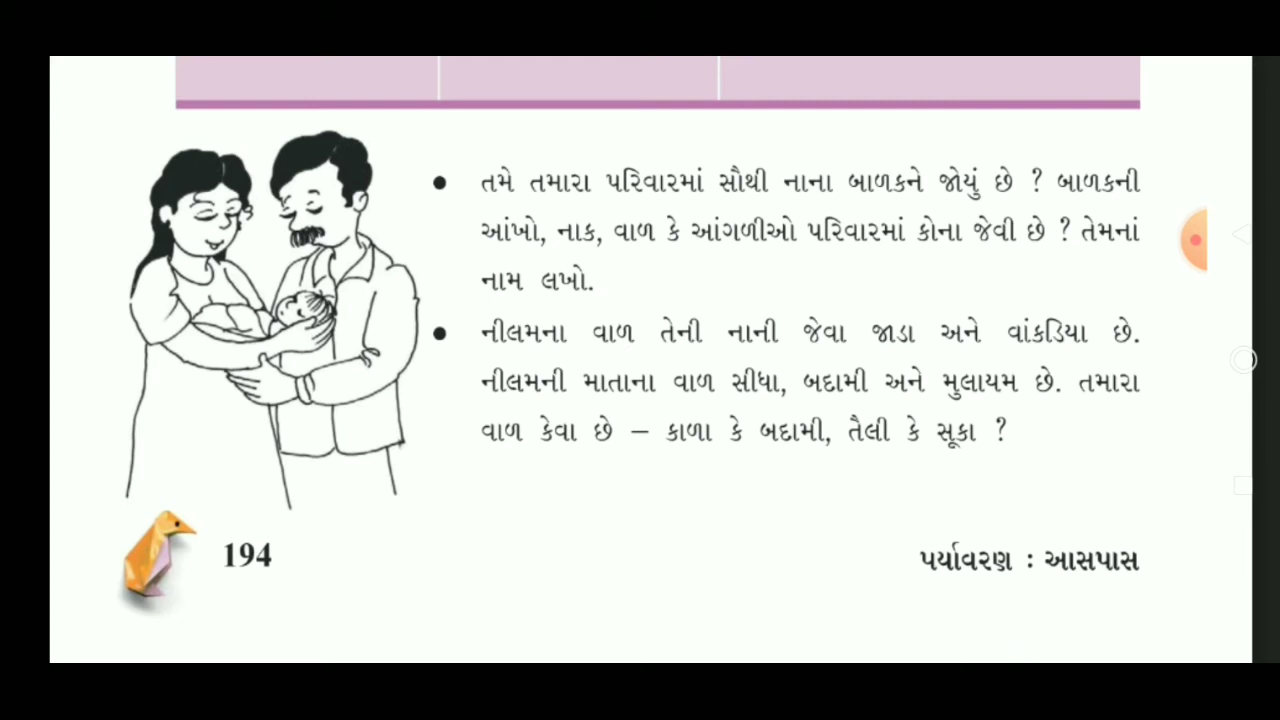 તમે તમારા પરિવારમાં સૌથી નાના બાળકને જોયું છે ? બાળકની
આંખો, નાક, વાળ કે આંગળીઓ પરિવારમાં કોના જેવી છે ? તેમનાં
નામ લખો.
નીલમના વાળ તેની નાની જેવા જાડા અને વાંકડિયા છે.
નીલમની માતાના વાળ સીધા, બદામી અને મુલાયમ છે. તમારા
વાળ કેવા છે – કાળા કે બદામી, તૈલી કે સૂકા ?
194
પર્યાવરણ : આસપાસ